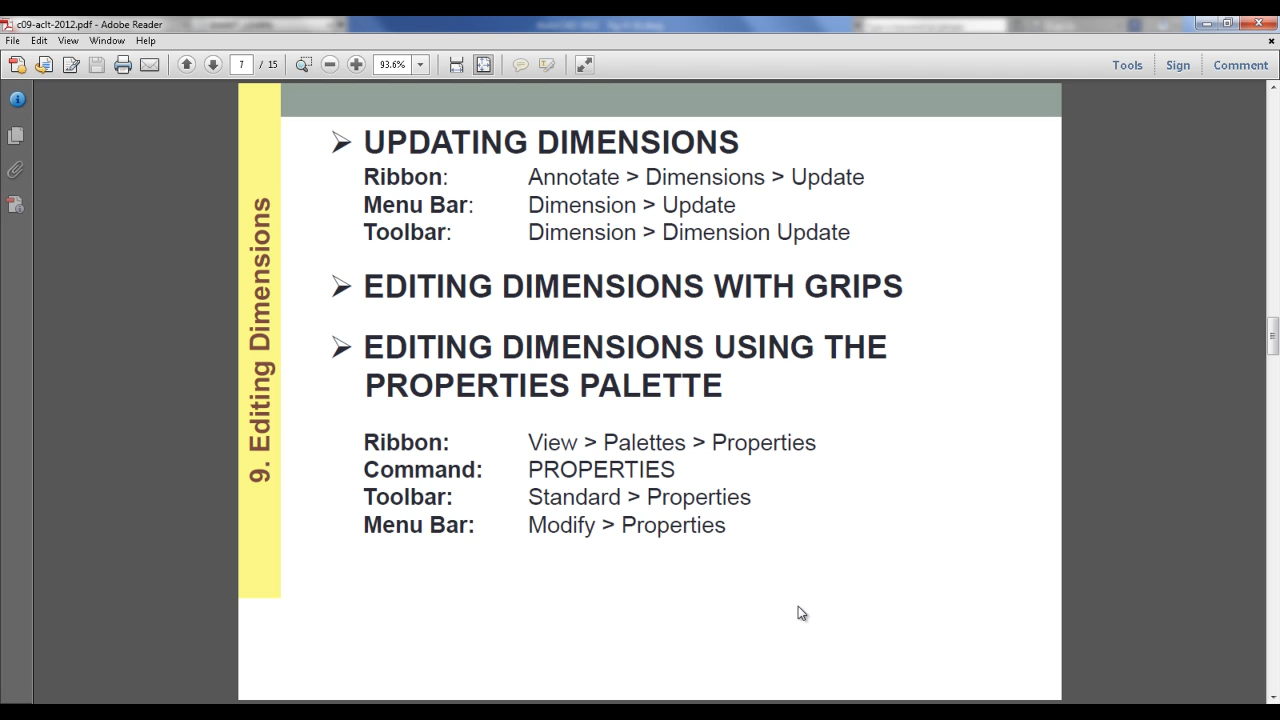 c09-aclt-2012.pdf - Adobe Reader
File Edit View Window Help
7 / 15 93.6% Tools Sign Comment
9. Editing Dimensions
➢ UPDATING DIMENSIONS
Ribbon: Annotate > Dimensions > Update
Menu Bar: Dimension > Update
Toolbar: Dimension > Dimension Update
➢ EDITING DIMENSIONS WITH GRIPS
➢ EDITING DIMENSIONS USING THE
PROPERTIES PALETTE
Ribbon: View > Palettes > Properties
Command: PROPERTIES
Toolbar: Standard > Properties
Menu Bar: Modify > Properties